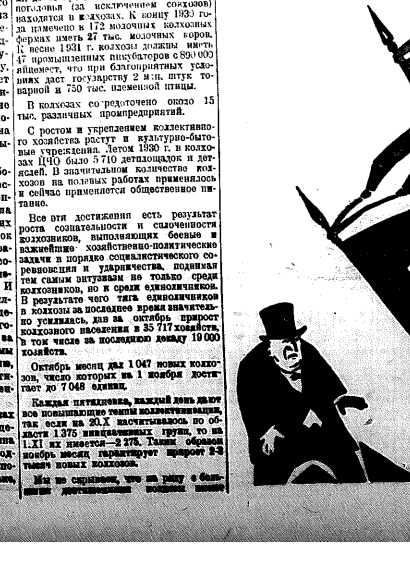 поголовья (за исключением совхозов)
находятся в колхозах. К концу 1930 го-
да намечено в 172 молочных колхозных
фермах иметь 27 тыс. молочных коров.
К весне 1931 г. колхозы должны иметь
47 промышленных инкубаторов с 890 000
яйцемест, что при благоприятных усло-
виях даст государству 2 млн. штук то-
варной и 750 тыс. племенной птицы.
В колхозах сосредоточено около 15
тыс. различных промпредприятий.
С ростом и укреплением коллективно-
го хозяйства растут и культурно-быто-
вые учреждения. Летом 1930 г. в колхо-
зах ЦЧО было 5 710 детплощадок и дет-
яслей. В значительном количестве кол-
хозов на полевых работах применялось
и сейчас применяется общественное пи-
тание.
Все эти достижения есть результат
роста сознательности и сплоченности
колхозников, выполняющих боевые и
важнейшие хозяйственно-политические
задачи в порядке социалистического со-
ревнования и ударничества, поднимая
тем самым энтузиазм не только среди
колхозников, но и среди единоличников.
В результате чего тяга единоличников
в колхозы за последнее время значитель-
но усилилась, дав за октябрь прирост
колхозного населения в 35 717 хозяйств,
в том числе за последнюю декаду 19 000
хозяйств.
Октябрь месяц дал 1 047 новых колхо-
зов, число которых на 1 ноября дости-
гает до 7 048 единиц.
Каждая пятидневка, каждый день дают
все повышающие темпы коллективизации,
так если на 20.X насчитывалось по об-
ласти 1 375 инициативных групп, то на
1.XI их имеется—2 275. Таким образом
ноябрь месяц гарантирует прирост 2-3
тысяч новых колхозов.
Мы не скрываем, что на ряду с боль-